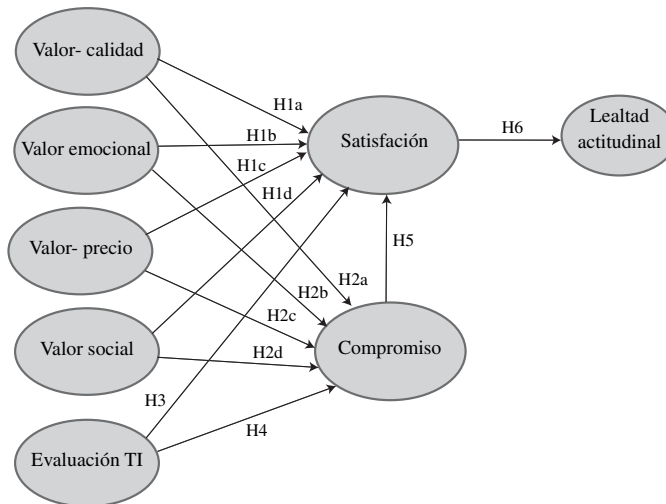 Valor- calidad
Valor emocional
Valor- precio
Valor social
Evaluación TI
H1a
H1b
H1c
H1d
H2a
H2b
H2c
H2d
H3
H4
Satisfación
H5
Compromiso
H6
Lealtad
actitudinal